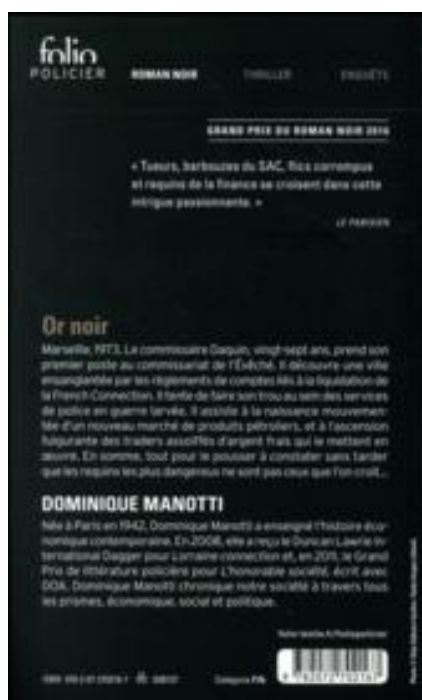 folio
POLICIER ROMAN NOIR THRILLER ENQUÊTE
GRAND PRIX DU ROMAN NOIR 2016
« Tueurs, barbouzes du SAC, flics corrompus
et requins de la finance se croisent dans cette
intrigue passionnante. »
LE PARISIEN
Or noir
Marseille, 1973. Le commissaire Daquin, vingt-sept ans, prend son
premier poste au commissariat de l'Évêché. Il découvre une ville
ensanglantée par les règlements de comptes liés à la liquidation de
la French Connection. Il tente de faire son trou au sein des services
de police en guerre larvée. Il assiste à la naissance mouvemen-
tée d'un nouveau marché de produits pétroliers, et à l'ascension
fulgurante des traders assoiffés d'argent frais qui le mettent en
œuvre. En somme, tout pour le pousser à constater sans tarder
que les requins les plus dangereux ne sont pas ceux que l'on croit...
DOMINIQUE MANOTTI
Née à Paris en 1942, Dominique Manotti a enseigné l'histoire éco-
nomique contemporaine. En 2008, elle a reçu le Duncan Lawrie In-
ternational Dagger pour Lorraine connection et, en 2011, le Grand
Prix de littérature policière pour L'honorable société, écrit avec
DOA. Dominique Manotti chronique notre société à travers tous
les prismes, économique, social et politique.